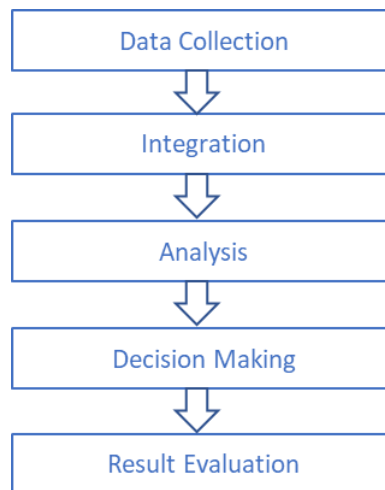 Data Collection
Integration
Analysis
Decision Making
Result Evaluation